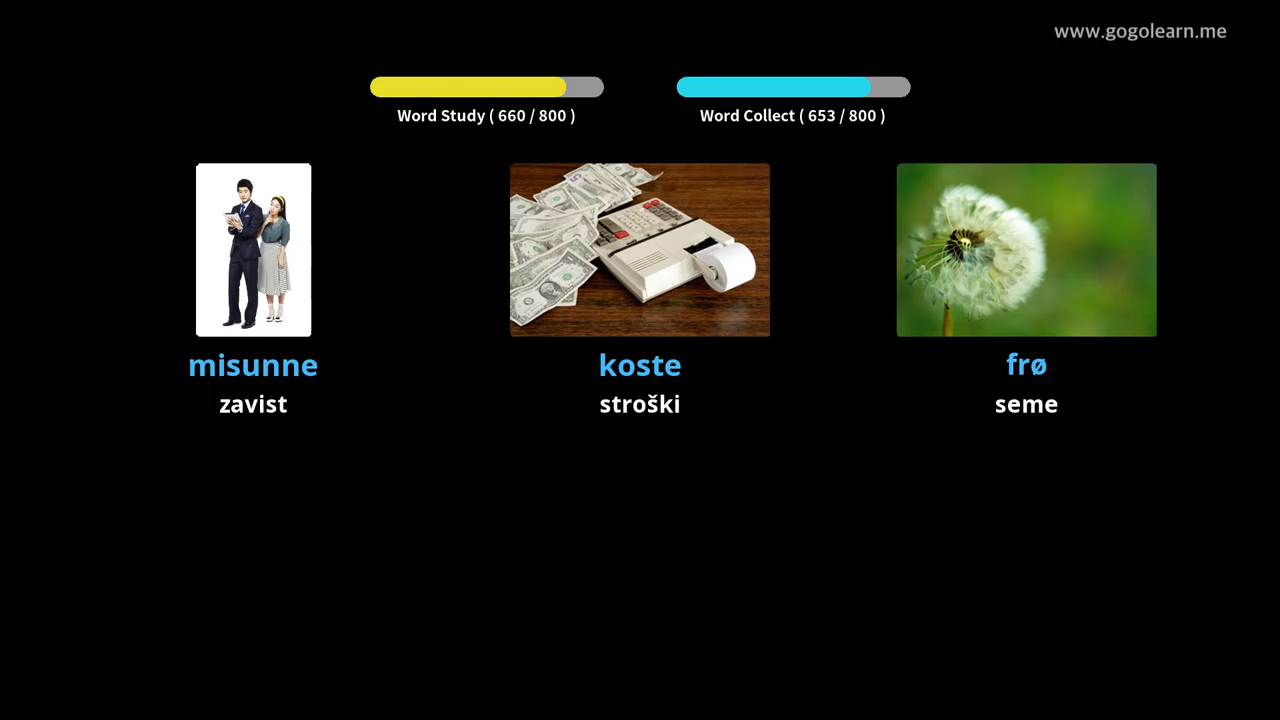 www.gogolearn.me
Word Study ( 660 / 800 )
Word Collect ( 653 / 800 )
misunne
koste
frø
zavist
stroški
seme